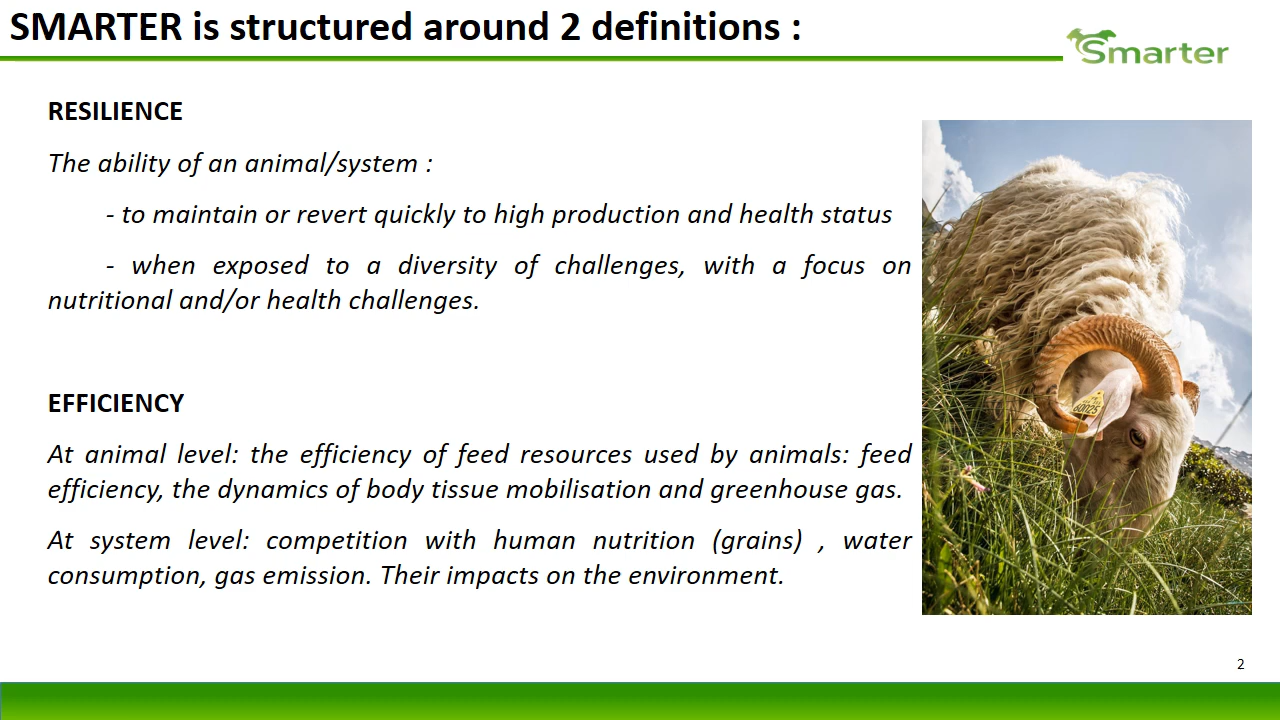 SMARTER is structured around 2 definitions :
Smarter
RESILIENCE
The ability of an animal/system :
- to maintain or revert quickly to high production and health status
- when exposed to a diversity of challenges, with a focus on
nutritional and/or health challenges.
EFFICIENCY
At animal level: the efficiency of feed resources used by animals: feed
efficiency, the dynamics of body tissue mobilisation and greenhouse gas.
At system level: competition with human nutrition (grains) , water
consumption, gas emission. Their impacts on the environment.
60025
2